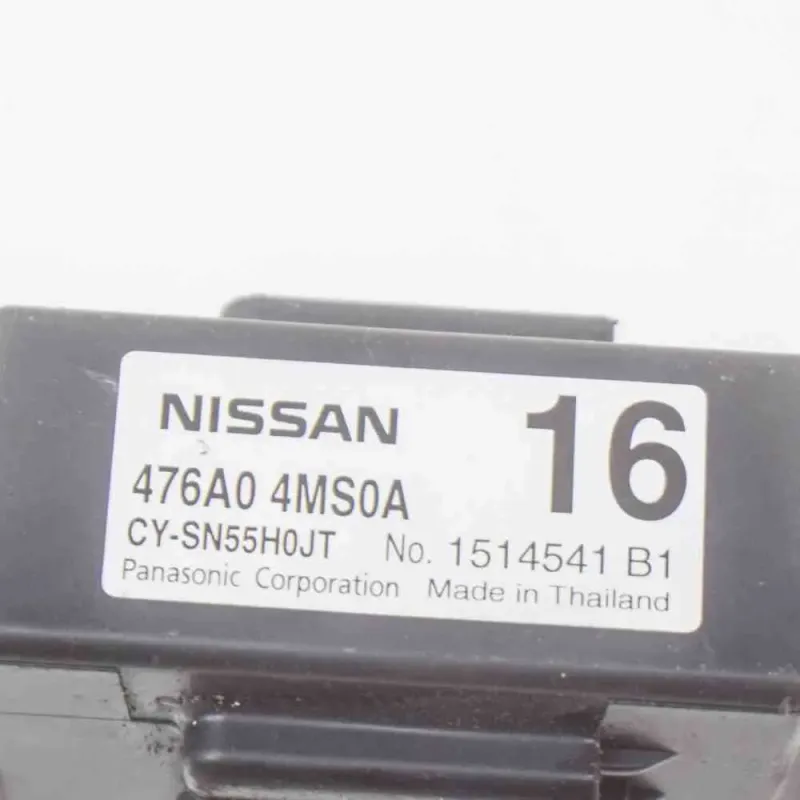 NISSAN 16
476A0 4MS0A
CY-SN55H0JT No. 1514541 B1
Panasonic Corporation Made in Thailand